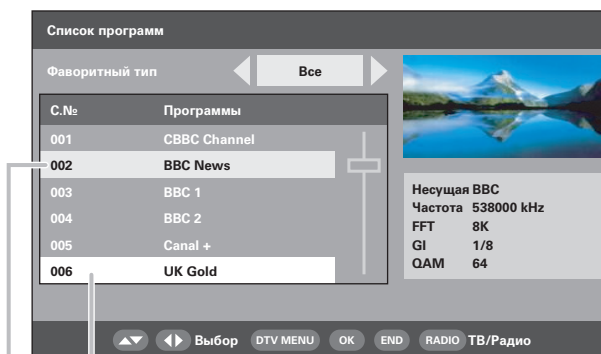 Список программ
Фаворитный тип Все
С.№ Программы
001 CBBC Channel
002 BBC News
003 BBC 1
004 BBC 2
005 Canal +
006 UK Gold
Несущая BBC
Частота 538000 kHz
FFT 8K
GI 1/8
QAM 64
Выбор DTV MENU OK END RADIO ТВ/Радио